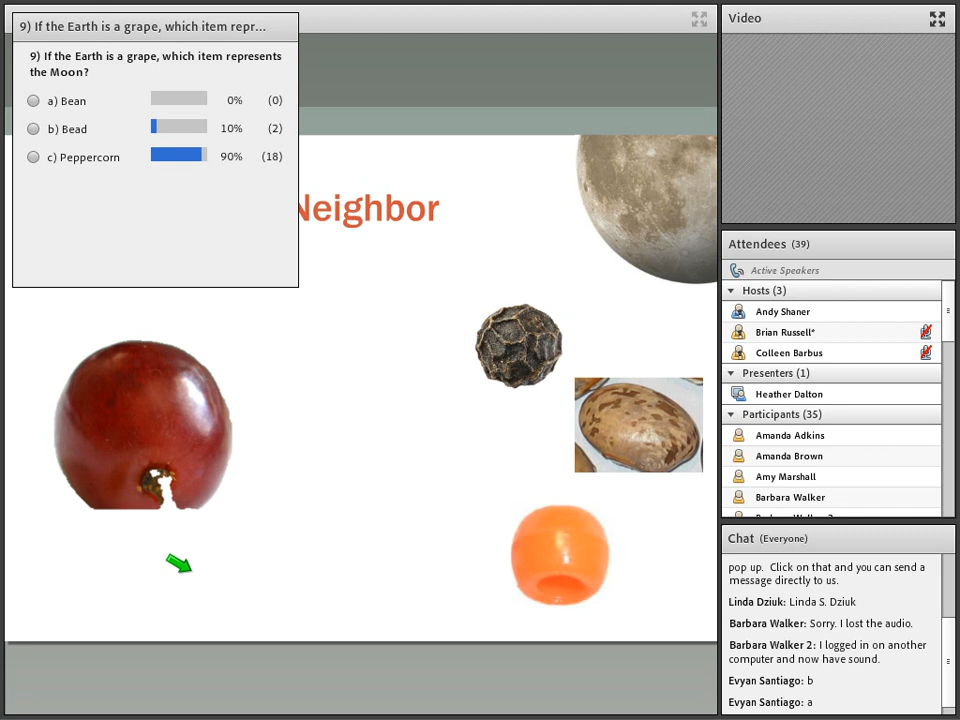 9) If the Earth is a grape, which item repr...
9) If the Earth is a grape, which item represents
the Moon?
a) Bean 0% (0)
b) Bead 10% (2)
c) Peppercorn 90% (18)
Neighbor
Video
Attendees (39)
Active Speakers
Hosts (3)
Andy Shaner
Brian Russell*
Colleen Barbus
Presenters (1)
Heather Dalton
Participants (35)
Amanda Adkins
Amanda Brown
Amy Marshall
Barbara Walker
Chat (Everyone)
pop up. Click on that and you can send a
message directly to us.
Linda Dziuk: Linda S. Dziuk
Barbara Walker: Sorry. I lost the audio.
Barbara Walker 2: I logged in on another
computer and now have sound.
Evyan Santiago: b
Evyan Santiago: a